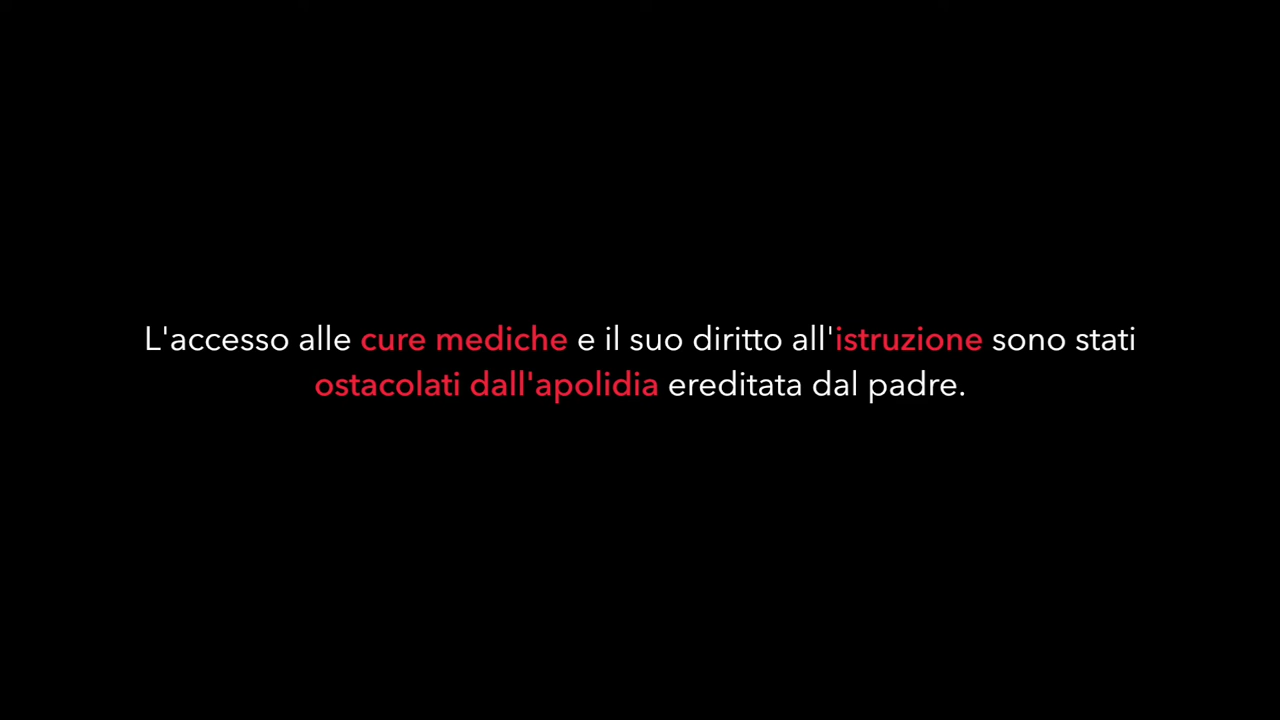 L'accesso alle cure mediche e il suo diritto all'istruzione sono stati
ostacolati dall'apolidia ereditata dal padre.